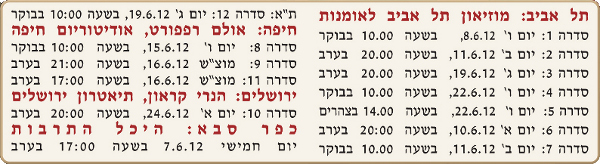 תל אביב: מוזיאון תל אביב לאומנות
סדרה 1: יום ו' 8.6.12, בשעה 10.00 בבוקר
סדרה 2: יום ב' 11.6.12, בשעה 20.00 בערב
סדרה 3: יום ג' 19.6.12, בשעה 20.00 בערב
סדרה 4: יום ו' 22.6.12, בשעה 10.00 בבוקר
סדרה 5: יום ו' 22.6.12, בשעה 14.00 בצהרים
סדרה 6: יום א' 10.6.12, בשעה 20:00 בערב
סדרה 7: יום ב' 11.6.12, בשעה 20.00 בערב
ת"א: סדרה 12: יום ג' 19.6.12, בשעה 10:00 בבוקר
חיפה: אולם רפפורט, אודיטוריום חיפה
סדרה 8: יום ו' 15.6.12, בשעה 10:00 בבוקר
סדרה 9: מוצ"ש 16.6.12, בשעה 21:00 בערב
סדרה 11: מוצ"ש 16.6.12, בשעה 17:00 בערב
ירושלים: הנרי קראון, תיאטרון ירושלים
סדרה 10: יום א' 24.6.12, בשעה 20:00 בערב
כפר סבא: היכל התרבות
יום חמישי 7.6.12 בשעה 17:00 בערב